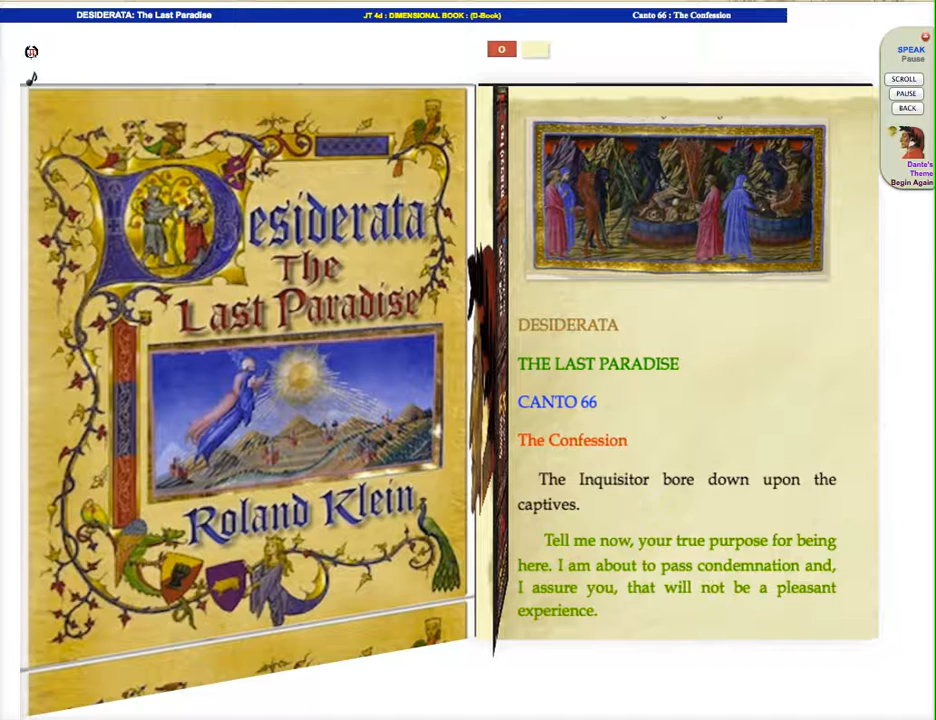 DESIDERATA: The Last Paradise
JT 4d : DIMENSIONAL BOOK : (D-Book)
Canto 66 : The Confession
0
SPEAK
Pause
SCROLL
PAUSE
BACK
Dante's
Theme
Begin Again
Desiderata
The
Last Paradise
Roland Klein
DESIDERATA
THE LAST PARADISE
CANTO 66
The Confession
The Inquisitor bore down upon the
captives.
Tell me now, your true purpose for being
here. I am about to pass condemnation and,
I assure you, that will not be a pleasant
experience.